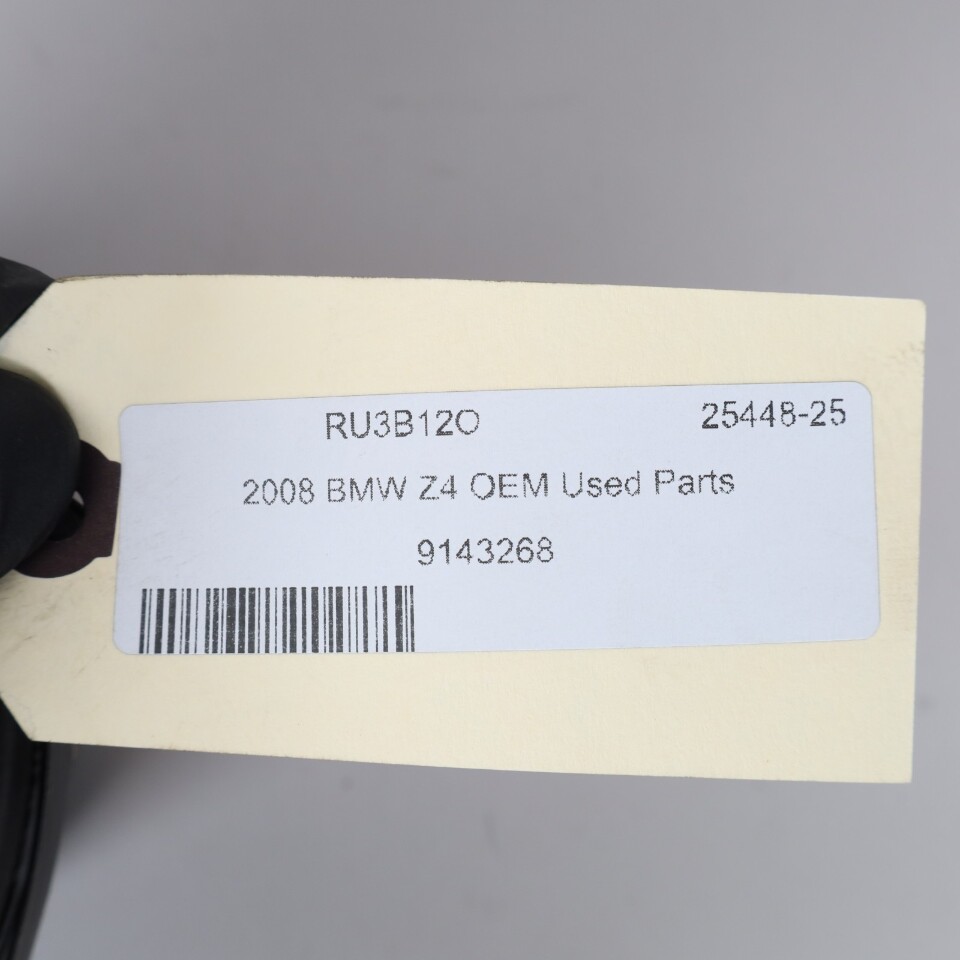 RU3B12O 25448-25
2008 BMW Z4 OEM Used Parts
9143268